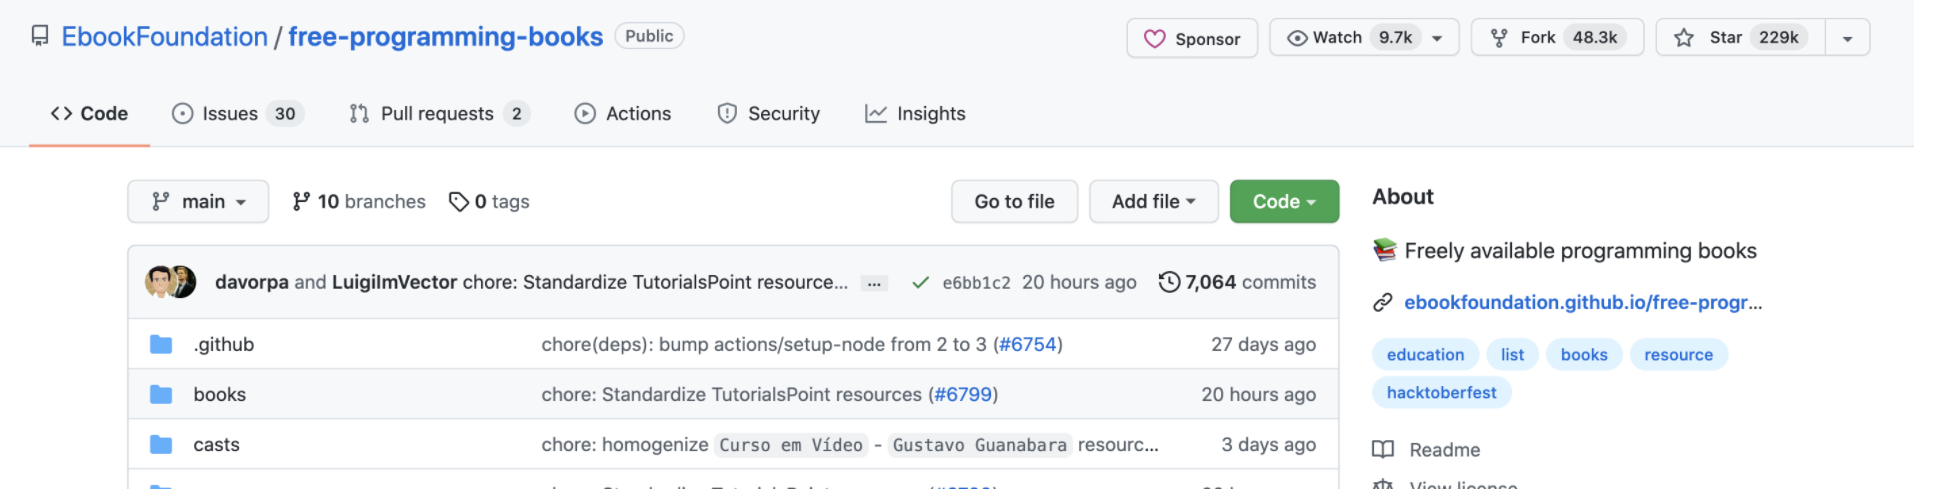 EbookFoundation / free-programming-books Public Sponsor Watch 9.7k Fork 48.3k Star 229k
Code Issues 30 Pull requests 2 Actions Security Insights
main 10 branches 0 tags Go to file Add file Code
davorpa and LuigiImVector chore: Standardize TutorialsPoint resource... ... e6bb1c2 20 hours ago 7,064 commits
.github chore(deps): bump actions/setup-node from 2 to 3 (#6754) 27 days ago
books chore: Standardize TutorialsPoint resources (#6799) 20 hours ago
casts chore: homogenize Curso em Vídeo - Gustavo Guanabara resourc... 3 days ago
About
Freely available programming books
ebookfoundation.github.io/free-progr...
education list books resource
hacktoberfest
Readme
View license